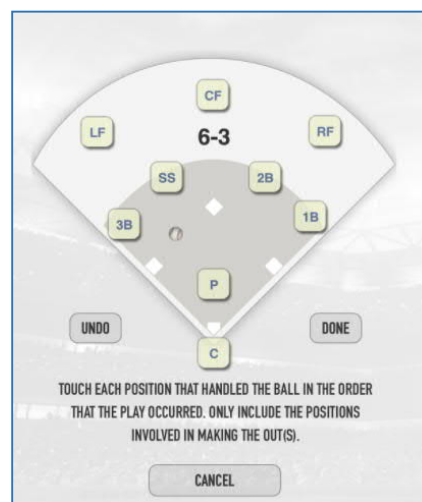 CF
LF
6-3
RF
SS
2B
3B
1B
P
UNDO
DONE
C
TOUCH EACH POSITION THAT HANDLED THE BALL IN THE ORDER
THAT THE PLAY OCCURRED. ONLY INCLUDE THE POSITIONS
INVOLVED IN MAKING THE OUT(S).
CANCEL